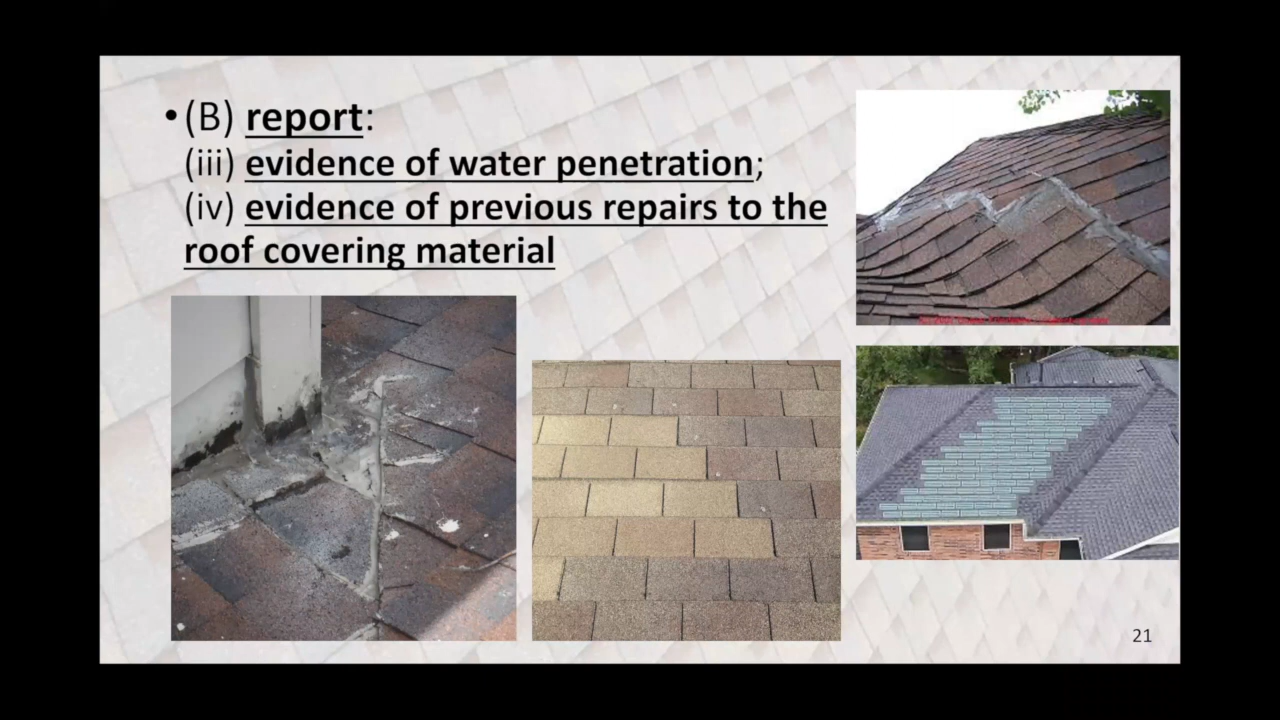 • (B) report:
(iii) evidence of water penetration;
(iv) evidence of previous repairs to the
roof covering material
21